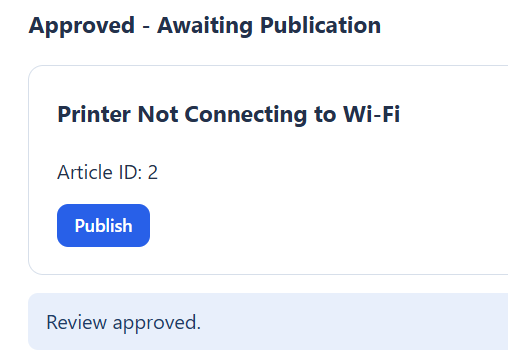 Approved - Awaiting Publication
Printer Not Connecting to Wi-Fi
Article ID: 2
Publish
Review approved.